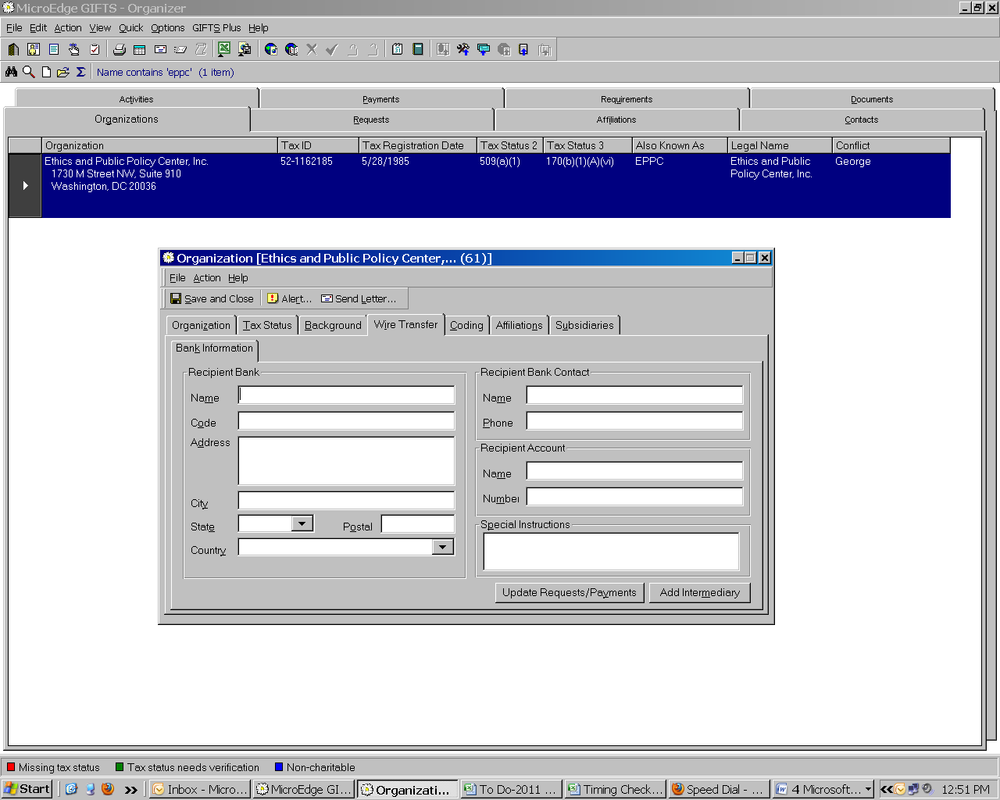 MicroEdge GIFTS - Organizer
File Edit Action View Quick Options GIFTS Plus Help
Name contains 'eppc' (1 item)
Activities Payments Requirements Documents
Organizations Requests Affiliations Contacts
Organization Tax ID Tax Registration Date Tax Status 2 Tax Status 3 Also Known As Legal Name Conflict
Ethics and Public Policy Center, Inc. 52-1162185 5/28/1985 509(a)(1) 170(b)(1)(A)(vi) EPPC Ethics and Public George
1730 M Street NW, Suite 910 Policy Center, Inc.
Washington, DC 20036
Organization [Ethics and Public Policy Center,... (61)]
File Action Help
Save and Close Alert... Send Letter...
Organization Tax Status Background Wire Transfer Coding Affiliations Subsidiaries
Bank Information
Recipient Bank Recipient Bank Contact
Name Name
Code Phone
Address Recipient Account
Name
City Number
State Postal Special Instructions
Country
Update Requests/Payments Add Intermediary
Missing tax status Tax status needs verification Non-charitable
Start Inbox - Micro... MicroEdge GI... Organizati... To Do-2011 ... Timing Check... Speed Dial - ... 4 Microsoft... 12:51 PM